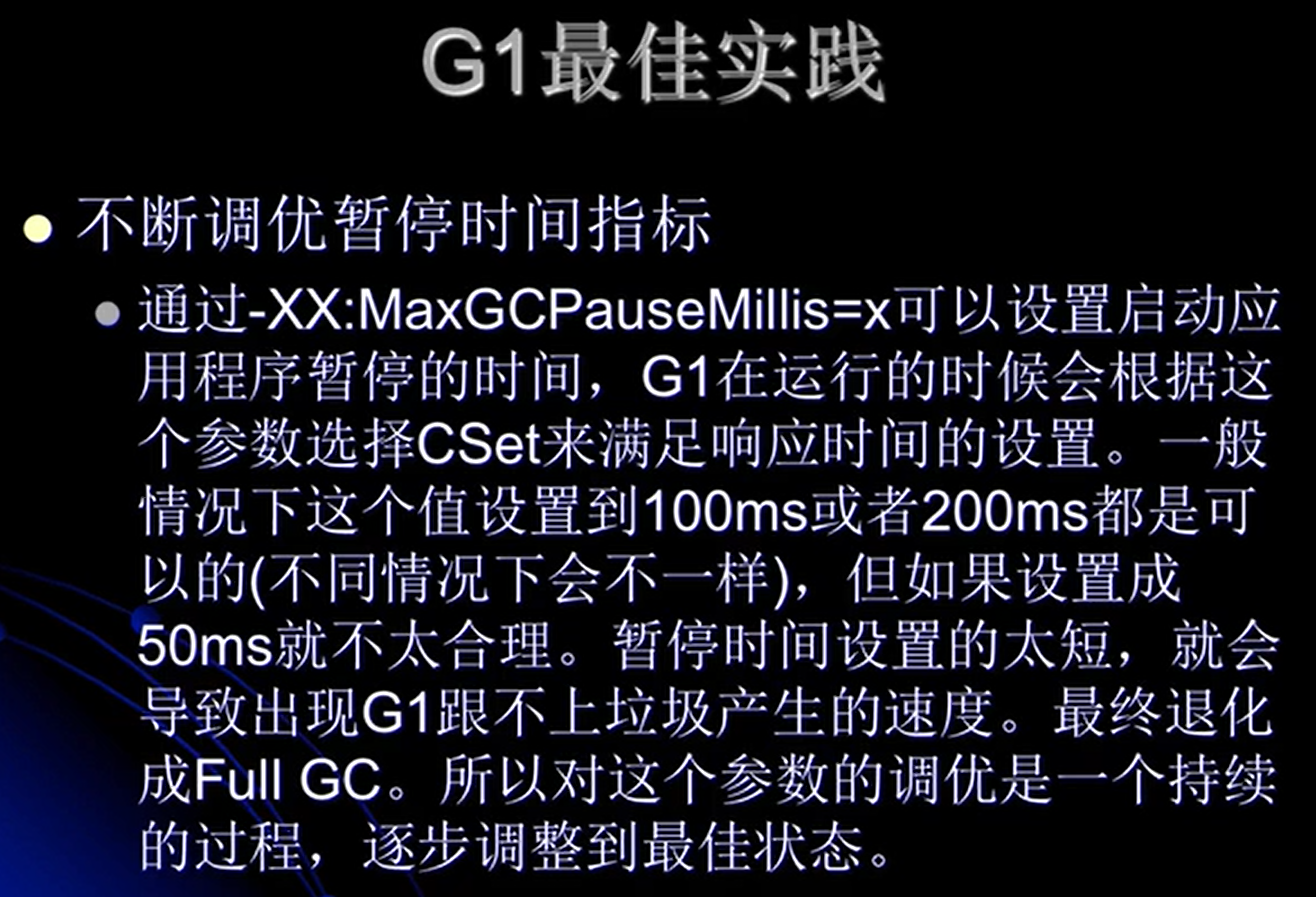 G1最佳实践
不断调优暂停时间指标
通过-XX:MaxGCPauseMillis=x可以设置启动应
用程序暂停的时间，G1在运行的时候会根据这
个参数选择CSet来满足响应时间的设置。一般
情况下这个值设置到100ms或者200ms都是可
以的(不同情况下会不一样)，但如果设置成
50ms就不太合理。暂停时间设置的太短，就会
导致出现G1跟不上垃圾产生的速度。最终退化
成Full GC。所以对这个参数的调优是一个持续
的过程，逐步调整到最佳状态。